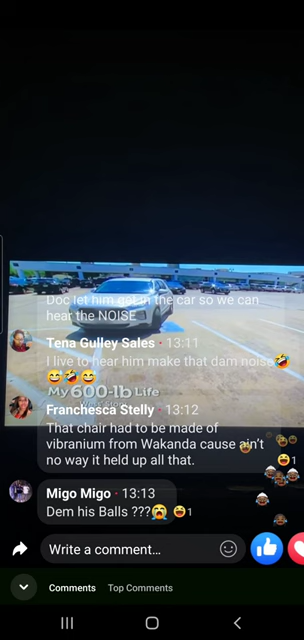 Doc let him get in the car so we can
hear the NOISE
Tena Gulley Sales • 13:11
I live to hear him make that dam noise🤣
😅🤣😅
My 600-lb Life
Franchesca Stelly • 13:12
That chair had to be made of
vibranium from Wakanda cause ain't
no way it held up all that.
😆1
Migo Migo • 13:13
Dem his Balls ???😭 😆1
Write a comment...
Comments Top Comments